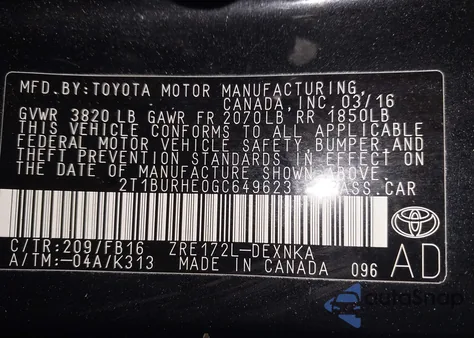 MFD.BY:TOYOTA MOTOR MANUFACTURING,
CANADA, INC. 03/16
GVWR 3820 LB GAWR FR 2070LB RR 1850LB
THIS VEHICLE CONFORMS TO ALL APPLICABLE
FEDERAL MOTOR VEHICLE SAFETY, BUMPER, AND
THEFT PREVENTION STANDARDS IN EFFECT ON
THE DATE OF MANUFACTURE SHOWN ABOVE.
2T1BURHE0GC649623 PASS.CAR
C/TR:209/FB16 ZRE172L-DEXNKA
A/TM:-04A/K313 MADE IN CANADA 096 AD
autoSnap